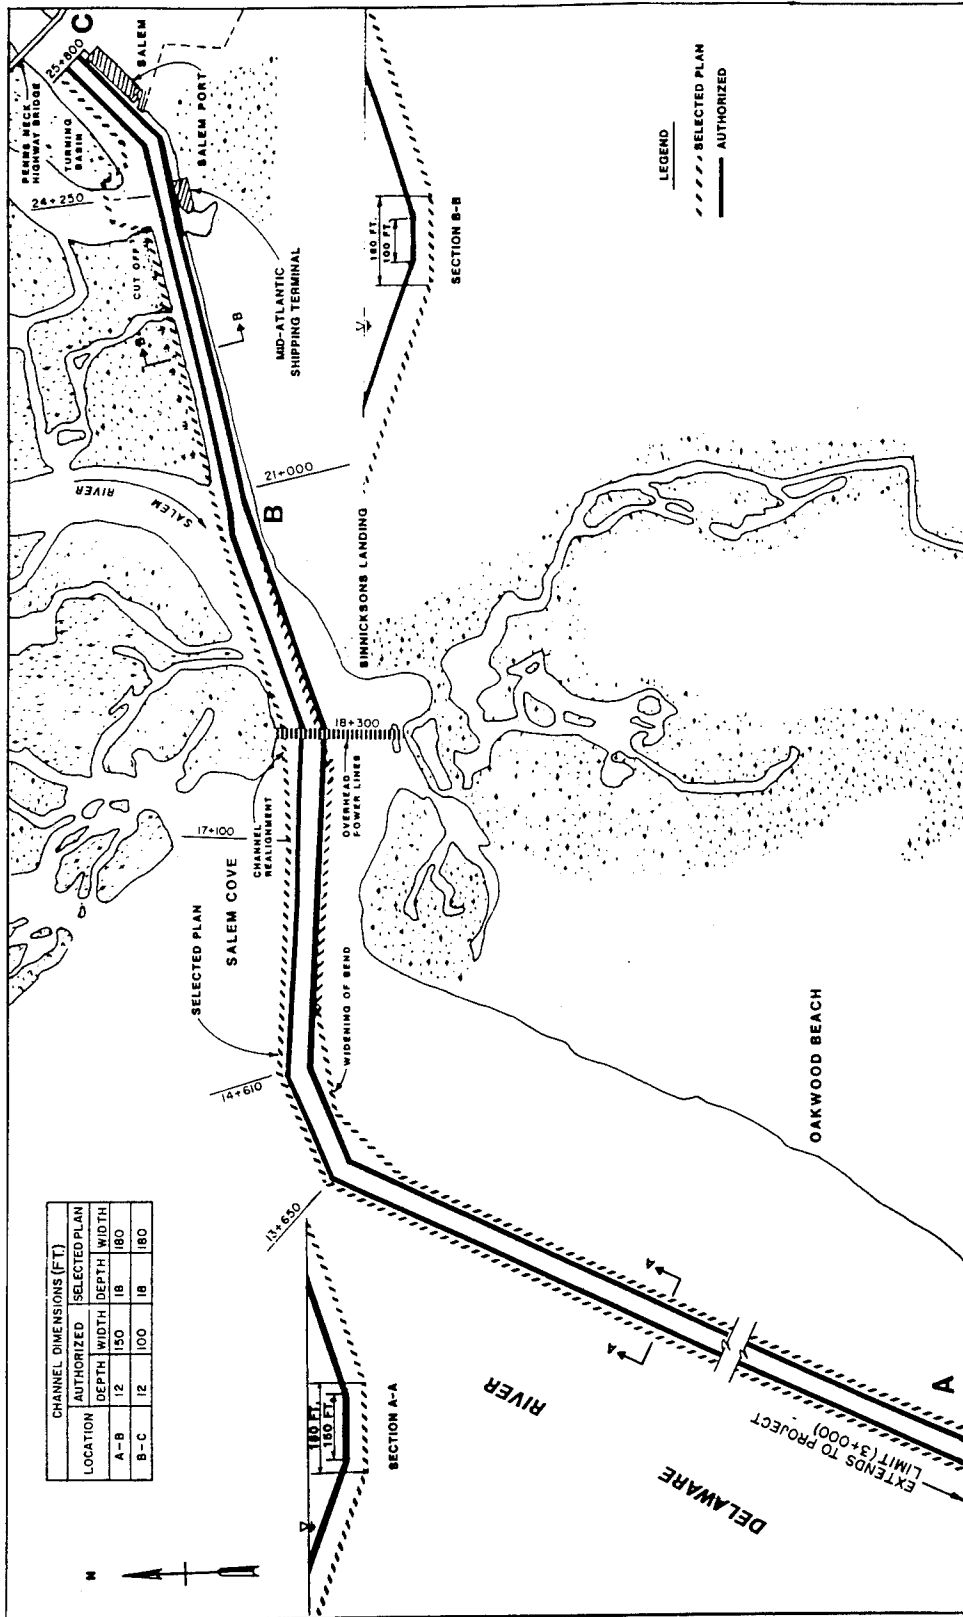 CHANNEL DIMENSIONS (FT.)
LOCATION AUTHORIZED SELECTED PLAN
DEPTH WIDTH DEPTH WIDTH
A-B 12 150 18 180
B-C 12 100 18 180
N
SECTION A-A
180 FT.
150 FT.
DELAWARE
RIVER
EXTENDS TO PROJECT
LIMIT (3+000)
A
A
A
13+650
14+610
SELECTED PLAN
WIDENING OF BEND
SALEM COVE
17+100
CHANNEL
REALIGNMENT
18+300
OVERHEAD
POWER LINES
OAKWOOD BEACH
SINNICKSONS LANDING
SALEM
RIVER
B
21+000
B
B
CUT OFF
MID-ATLANTIC
SHIPPING TERMINAL
24+250
TURNING
BASIN
PENNS NECK
HIGHWAY BRIDGE
SALEM PORT
SALEM
25+800
C
180 FT.
100 FT.
SECTION B-B
LEGEND
SELECTED PLAN
AUTHORIZED